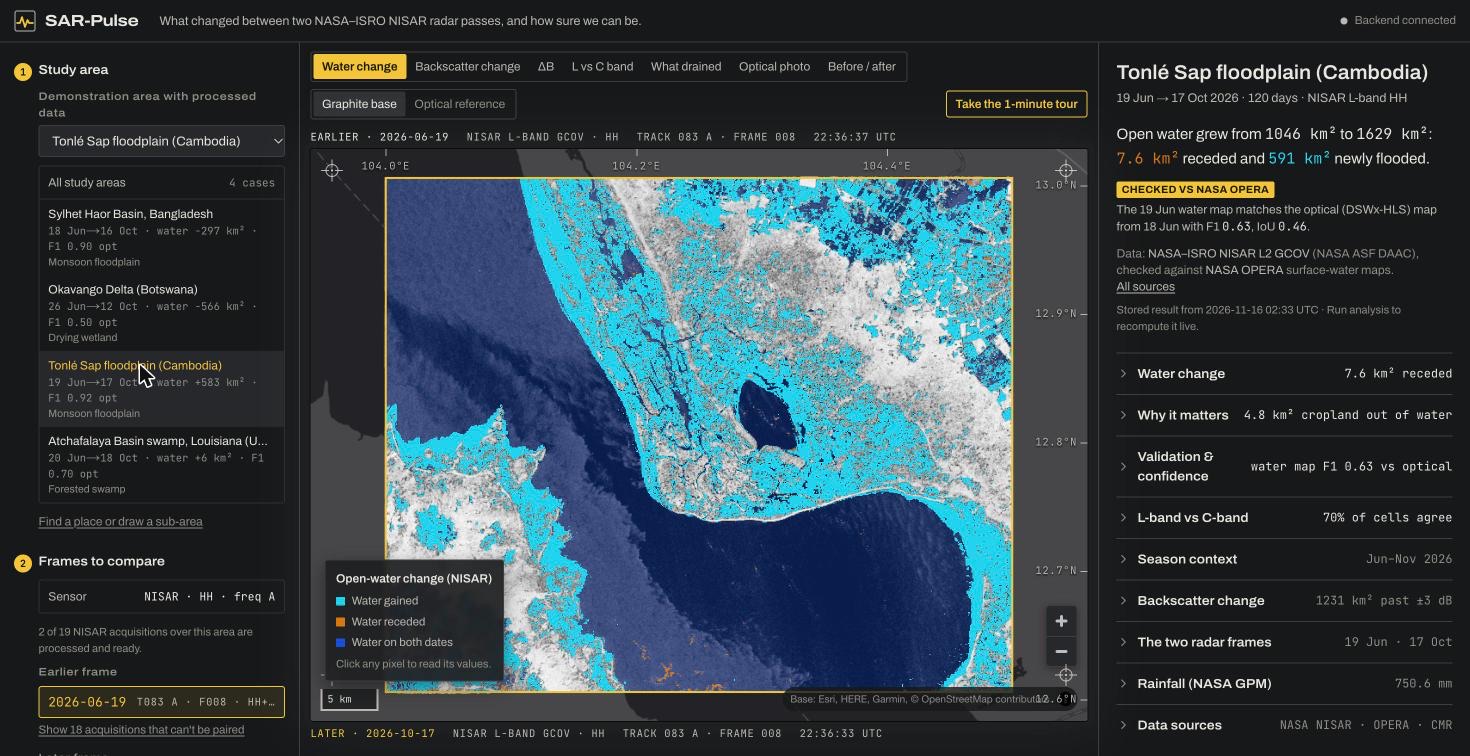 SAR-Pulse
What changed between two NASA–ISRO NISAR radar passes, and how sure we can be.
Backend connected
1
Study area
Demonstration area with processed
data
Tonlé Sap floodplain (Cambodia)
All study areas
4 cases
Sylhet Haor Basin, Bangladesh
18 Jun→16 Oct · water -297 km² ·
F1 0.90 opt
Monsoon floodplain
Okavango Delta (Botswana)
26 Jun→12 Oct · water -566 km² ·
F1 0.50 opt
Drying wetland
Tonlé Sap floodplain (Cambodia)
19 Jun→17 Oct · water +583 km² ·
F1 0.92 opt
Monsoon floodplain
Atchafalaya Basin swamp, Louisiana (U...
20 Jun→18 Oct · water +6 km² · F1
0.70 opt
Forested swamp
Find a place or draw a sub-area
2
Frames to compare
Sensor
NISAR · HH · freq A
2 of 19 NISAR acquisitions over this area are
processed and ready.
Earlier frame
2026-06-19 T083 A · F008 · HH+…
Show 18 acquisitions that can't be paired
Later frame
Water change
Backscatter change
ΔB
L vs C band
What drained
Optical photo
Before / after
Graphite base
Optical reference
Take the 1-minute tour
EARLIER · 2026-06-19 NISAR L-BAND GCOV · HH TRACK 083 A · FRAME 008 22:36:37 UTC
104.0°E
104.2°E
104.4°E
13.0°N
12.9°N
12.8°N
12.7°N
12.6°N
Open-water change (NISAR)
Water gained
Water receded
Water on both dates
Click any pixel to read its values.
5 km
+
−
Base: Esri, HERE, Garmin, © OpenStreetMap
LATER · 2026-10-17 NISAR L-BAND GCOV · HH TRACK 083 A · FRAME 008 22:36:33 UTC
Tonlé Sap floodplain (Cambodia)
19 Jun → 17 Oct 2026 · 120 days · NISAR L-band HH
Open water grew from 1046 km² to 1629 km²:
7.6 km² receded and 591 km² newly flooded.
CHECKED VS NASA OPERA
The 19 Jun water map matches the optical (DSWx-HLS) map
from 18 Jun with F1 0.63, IoU 0.46.
Data: NASA–ISRO NISAR L2 GCOV (NASA ASF DAAC),
checked against NASA OPERA surface-water maps.
All sources
Stored result from 2026-11-16 02:33 UTC · Run analysis to
recompute it live.
Water change
7.6 km² receded
Why it matters
4.8 km² cropland out of water
Validation &
confidence
water map F1 0.63 vs optical
L-band vs C-band
70% of cells agree
Season context
Jun–Nov 2026
Backscatter change
1231 km² past ±3 dB
The two radar frames
19 Jun · 17 Oct
Rainfall (NASA GPM)
750.6 mm
Data sources
NASA NISAR · OPERA · CMR